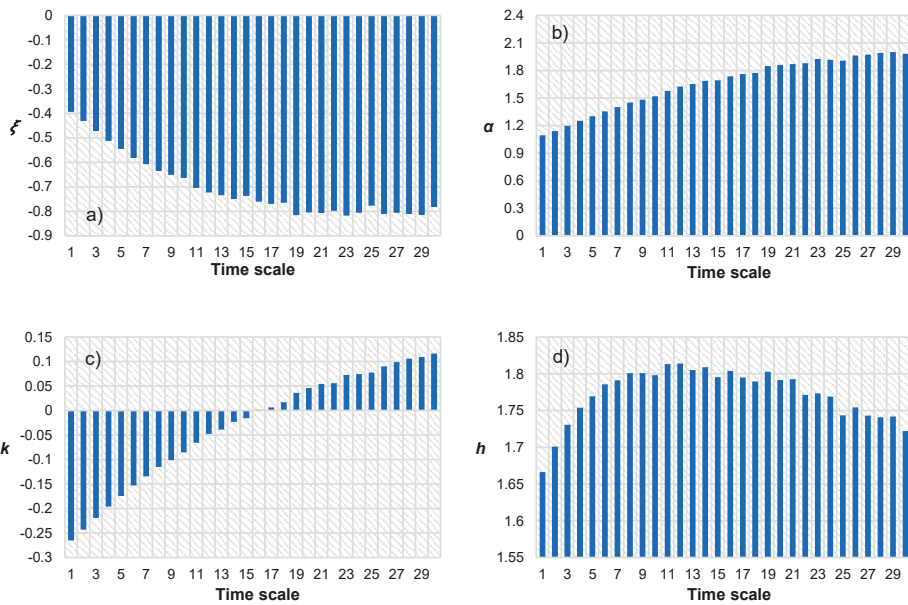 0
-0.1
-0.2
-0.3
-0.4
-0.5
-0.6
-0.7
-0.8
-0.9
ξ
a)
1 3 5 7 9 11 13 15 17 19 21 23 25 27 29
Time scale
2.4
2.1
1.8
1.5
1.2
0.9
0.6
0.3
0
α
b)
1 3 5 7 9 11 13 15 17 19 21 23 25 27 29
Time scale
0.15
0.1
0.05
0
-0.05
-0.1
-0.15
-0.2
-0.25
-0.3
k
c)
1 3 5 7 9 11 13 15 17 19 21 23 25 27 29
Time scale
1.85
1.8
1.75
1.7
1.65
1.6
1.55
h
d)
1 3 5 7 9 11 13 15 17 19 21 23 25 27 29
Time scale